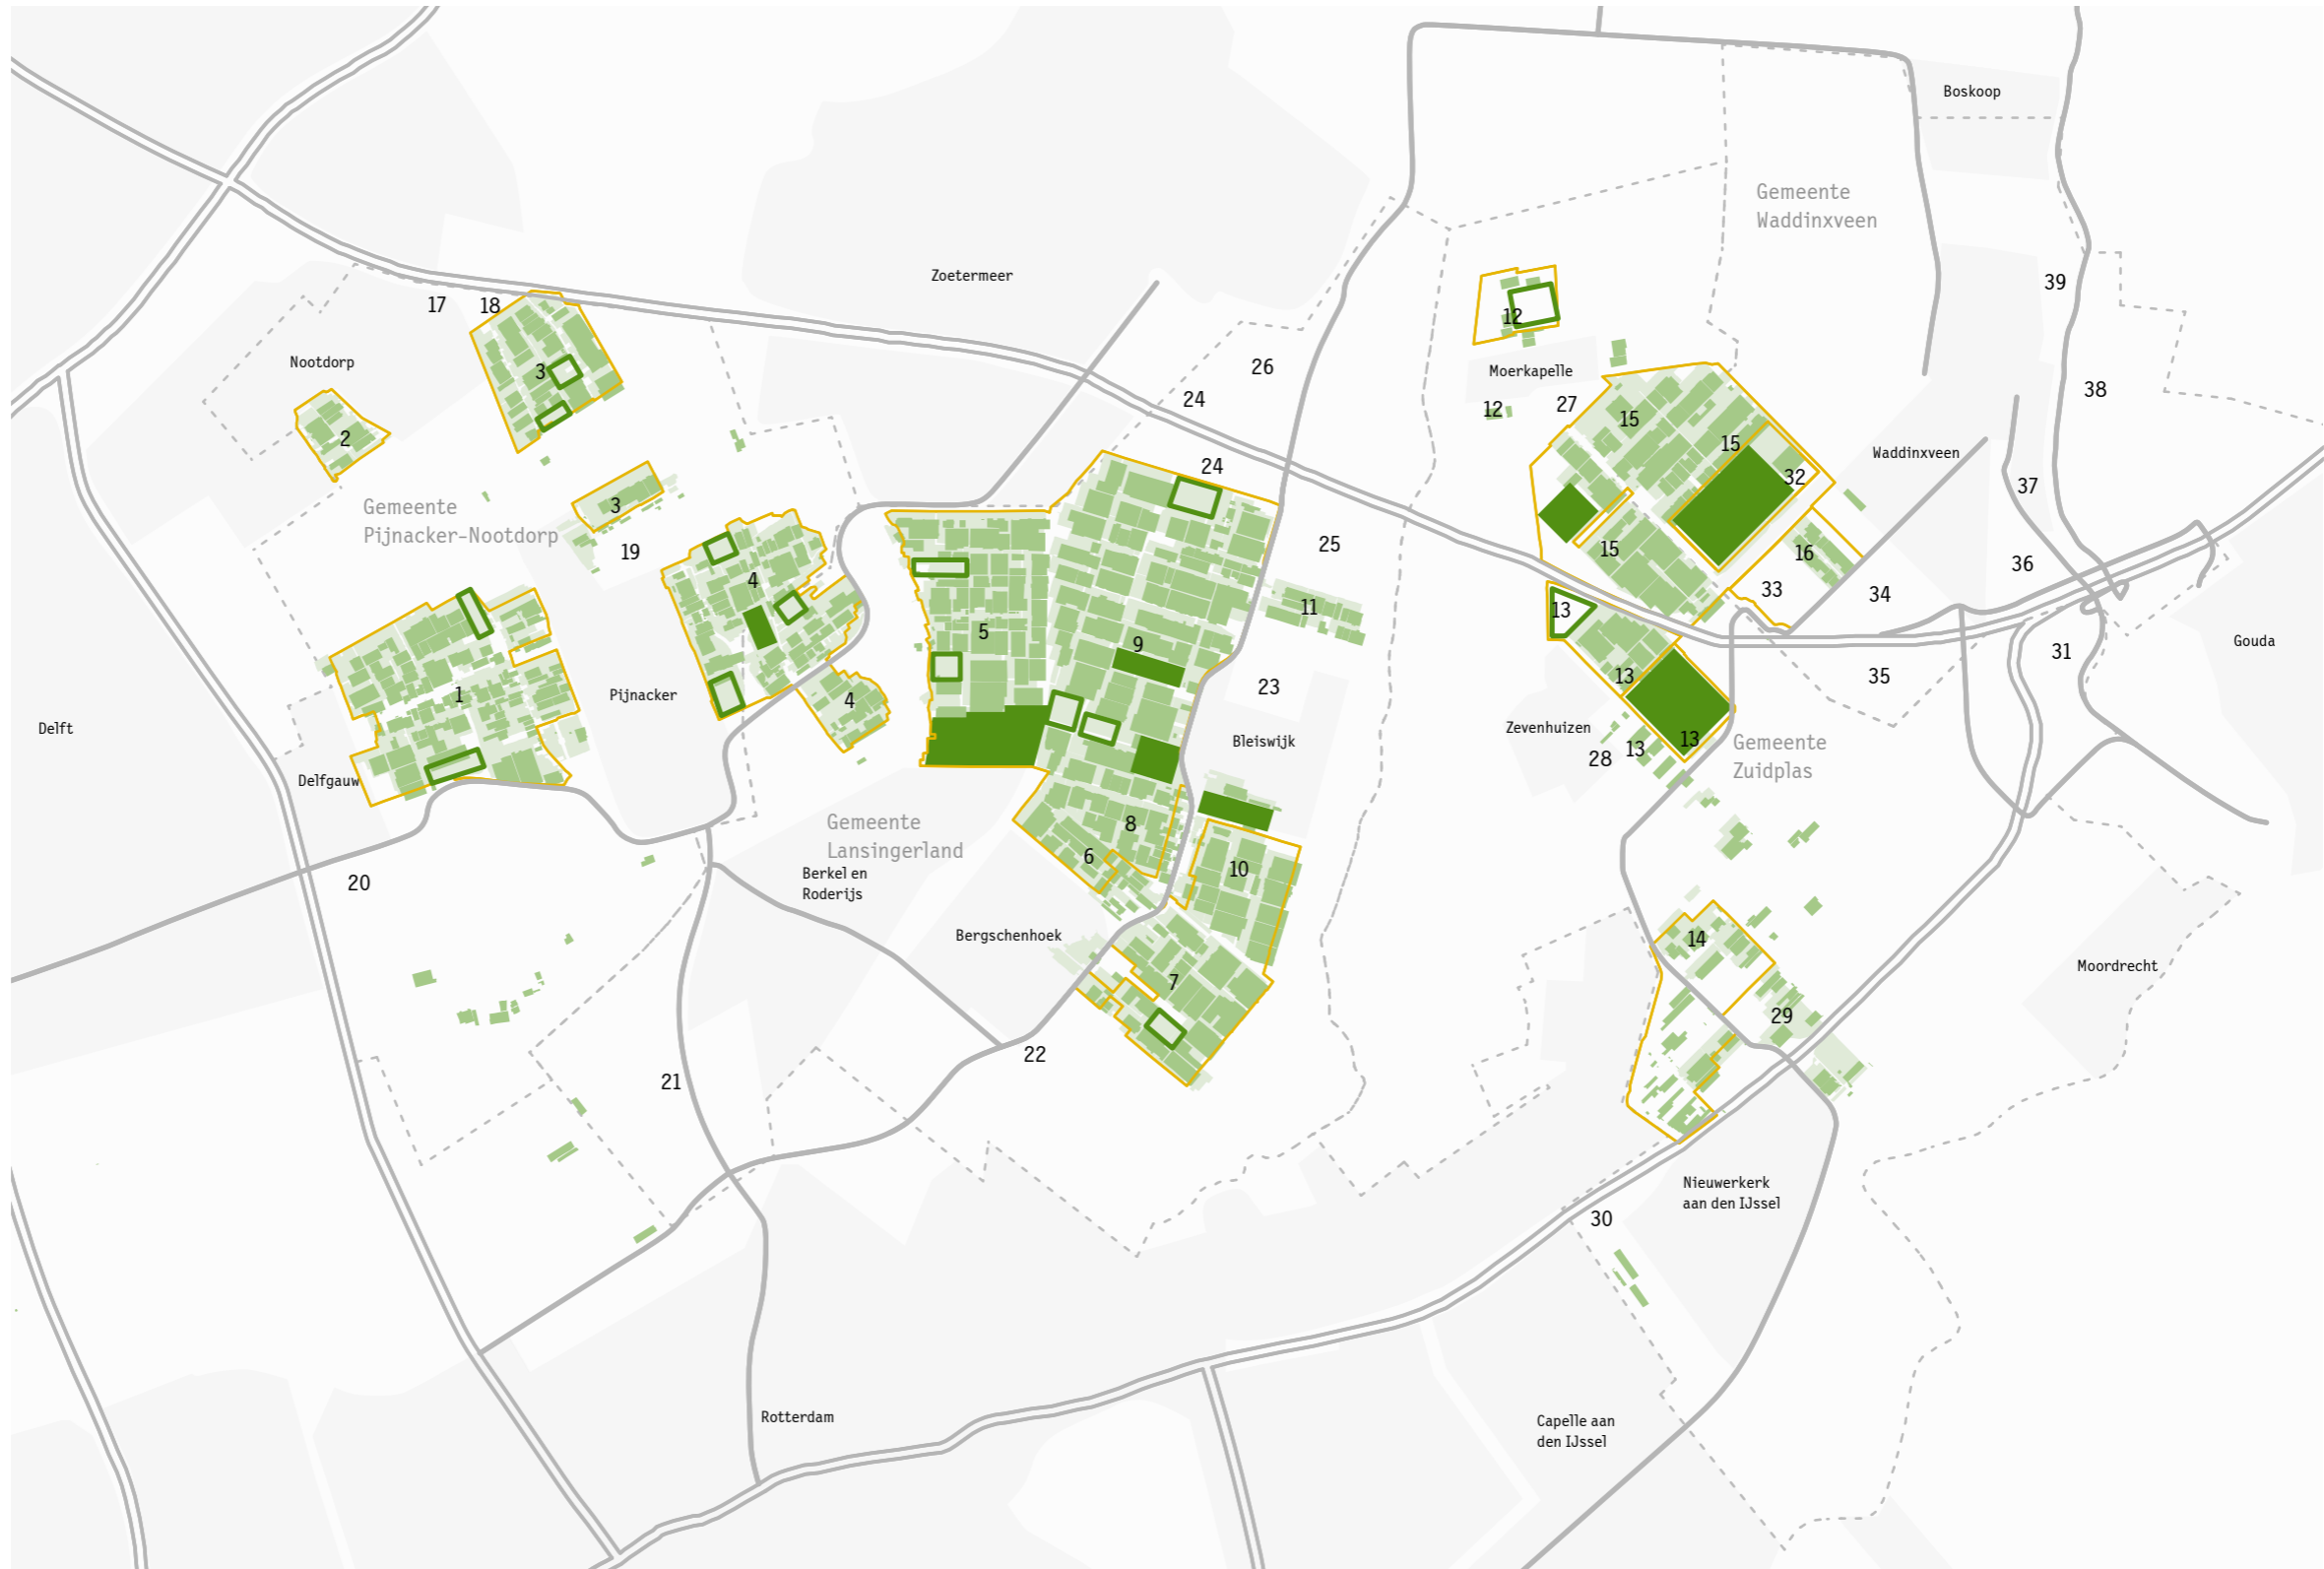 Boskoop
Gemeente
Waddinxveen
Zoetermeer
39
17
18
12
Nootdorp
26
3
Moerkapelle
38
24
27
12
15
2
15
Waddinxveen
24
32
37
3
Gemeente
Pijnacker-Nootdorp
25
19
15
16
36
4
33
34
11
13
5
9
31
Gouda
13
35
1
Pijnacker
23
4
Delft
Zevenhuizen
Bleiswijk
13
13
28
Gemeente
Zuidplas
Delfgauw
Gemeente
Lansingerland
8
6
10
Berkel en
Roderijs
20
Bergschenhoek
14
Moordrecht
7
29
22
21
Nieuwerkerk
aan den IJssel
30
Rotterdam
Capelle aan
den IJssel